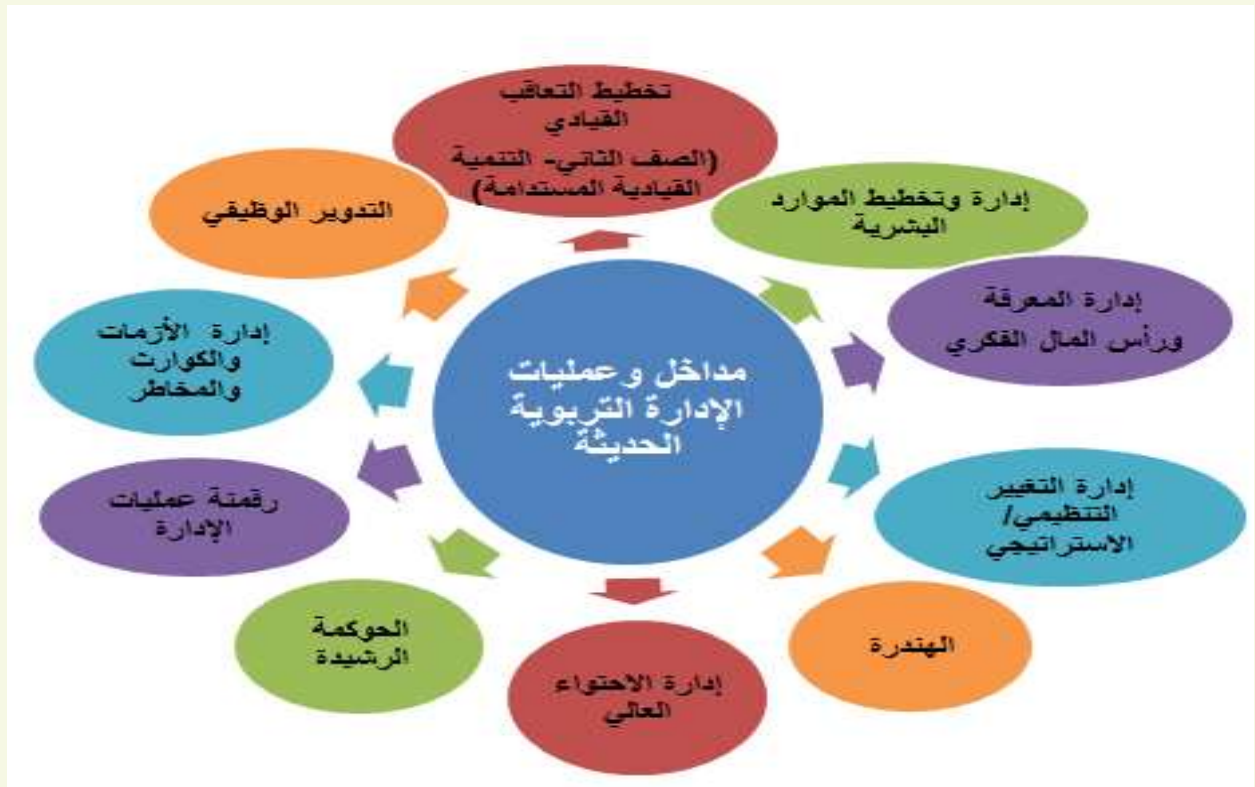 تخطيط التعاقب
القيادي
(الصف الثاني- التنمية
القيادية المستدامة)
إدارة وتخطيط الموارد
البشرية
إدارة المعرفة
ورأس المال الفكري
إدارة التغيير
التنظيمي/
الاستراتيجي
الهندرة
إدارة الاحتواء
العالي
الحوكمة
الرشيدة
رقمنة عمليات
الإدارة
إدارة الأزمات
والكوارث
والمخاطر
التدوير الوظيفي
مداخل وعمليات
الإدارة التربوية
الحديثة